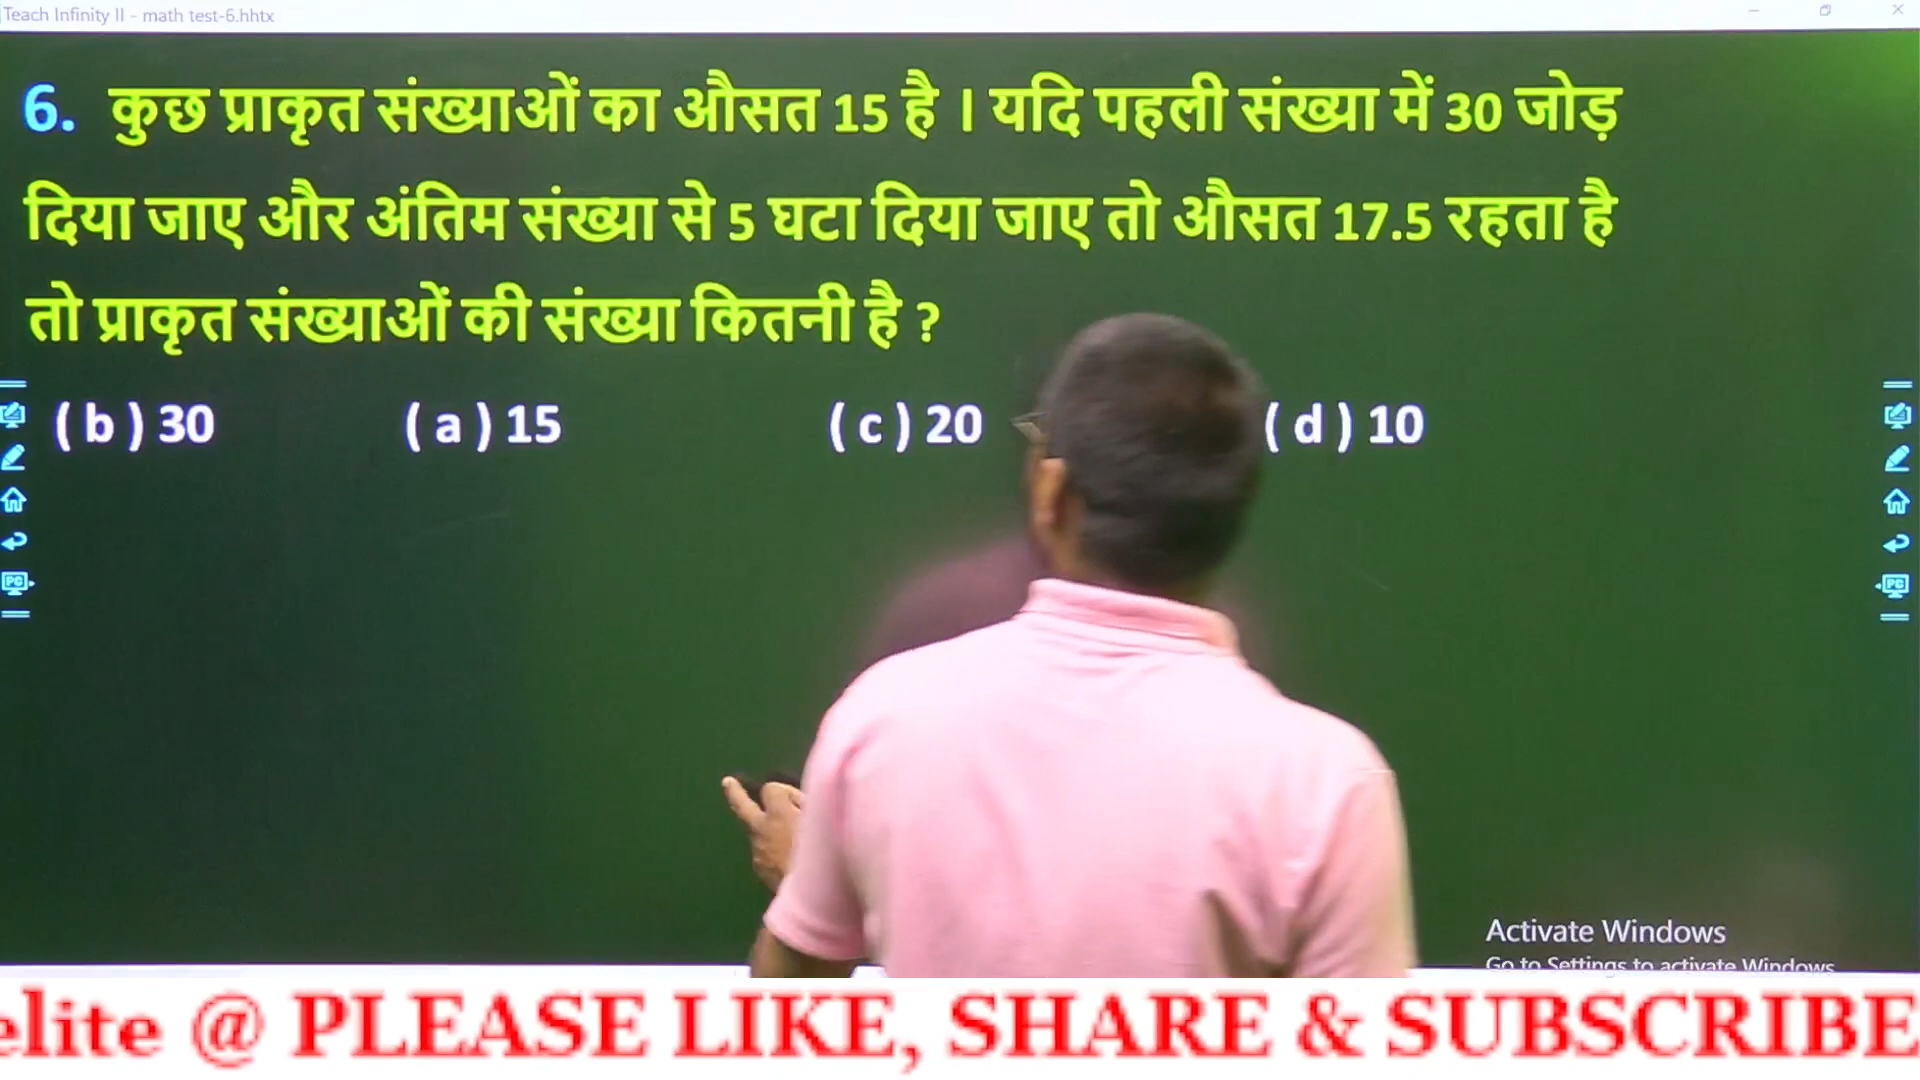 Teach Infinity II - math test-6.hhtx
6. कुछ प्राकृत संख्याओं का औसत 15 है । यदि पहली संख्या में 30 जोड़
दिया जाए और अंतिम संख्या से 5 घटा दिया जाए तो औसत 17.5 रहता है
तो प्राकृत संख्याओं की संख्या कितनी है ?
( b ) 30 ( a ) 15 ( c ) 20 ( d ) 10
PC PC
Activate Windows
Go to Settings to activate Windows
elite @ PLEASE LIKE, SHARE & SUBSCRIBE